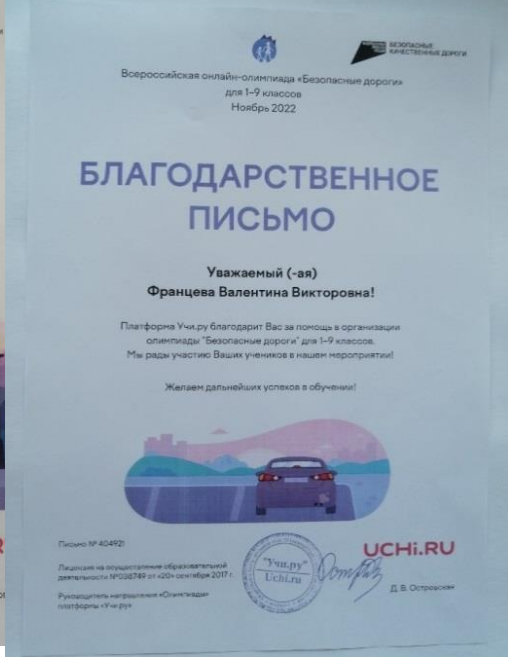 БЕЗОПАСНЫЕ
КАЧЕСТВЕННЫЕ ДОРОГИ
Всероссийская онлайн-олимпиада «Безопасные дороги»
для 1–9 классов
Ноябрь 2022
БЛАГОДАРСТВЕННОЕ
ПИСЬМО
Уважаемый (-ая)
Францева Валентина Викторовна!
Платформа Учи.ру благодарит Вас за помощь в организации
олимпиады "Безопасные дороги" для 1–9 классов.
Мы рады участию Ваших учеников в нашем мероприятии!
Желаем дальнейших успехов в обучении!
Письмо № 404921
Лицензия на осуществление образовательной
деятельности №038749 от «20» сентября 2017 г.
Руководитель направления «Олимпиады»
платформы «Учи.ру»
"Учи.ру"
Uchi.ru
UCHi.RU
Д. В. Островская